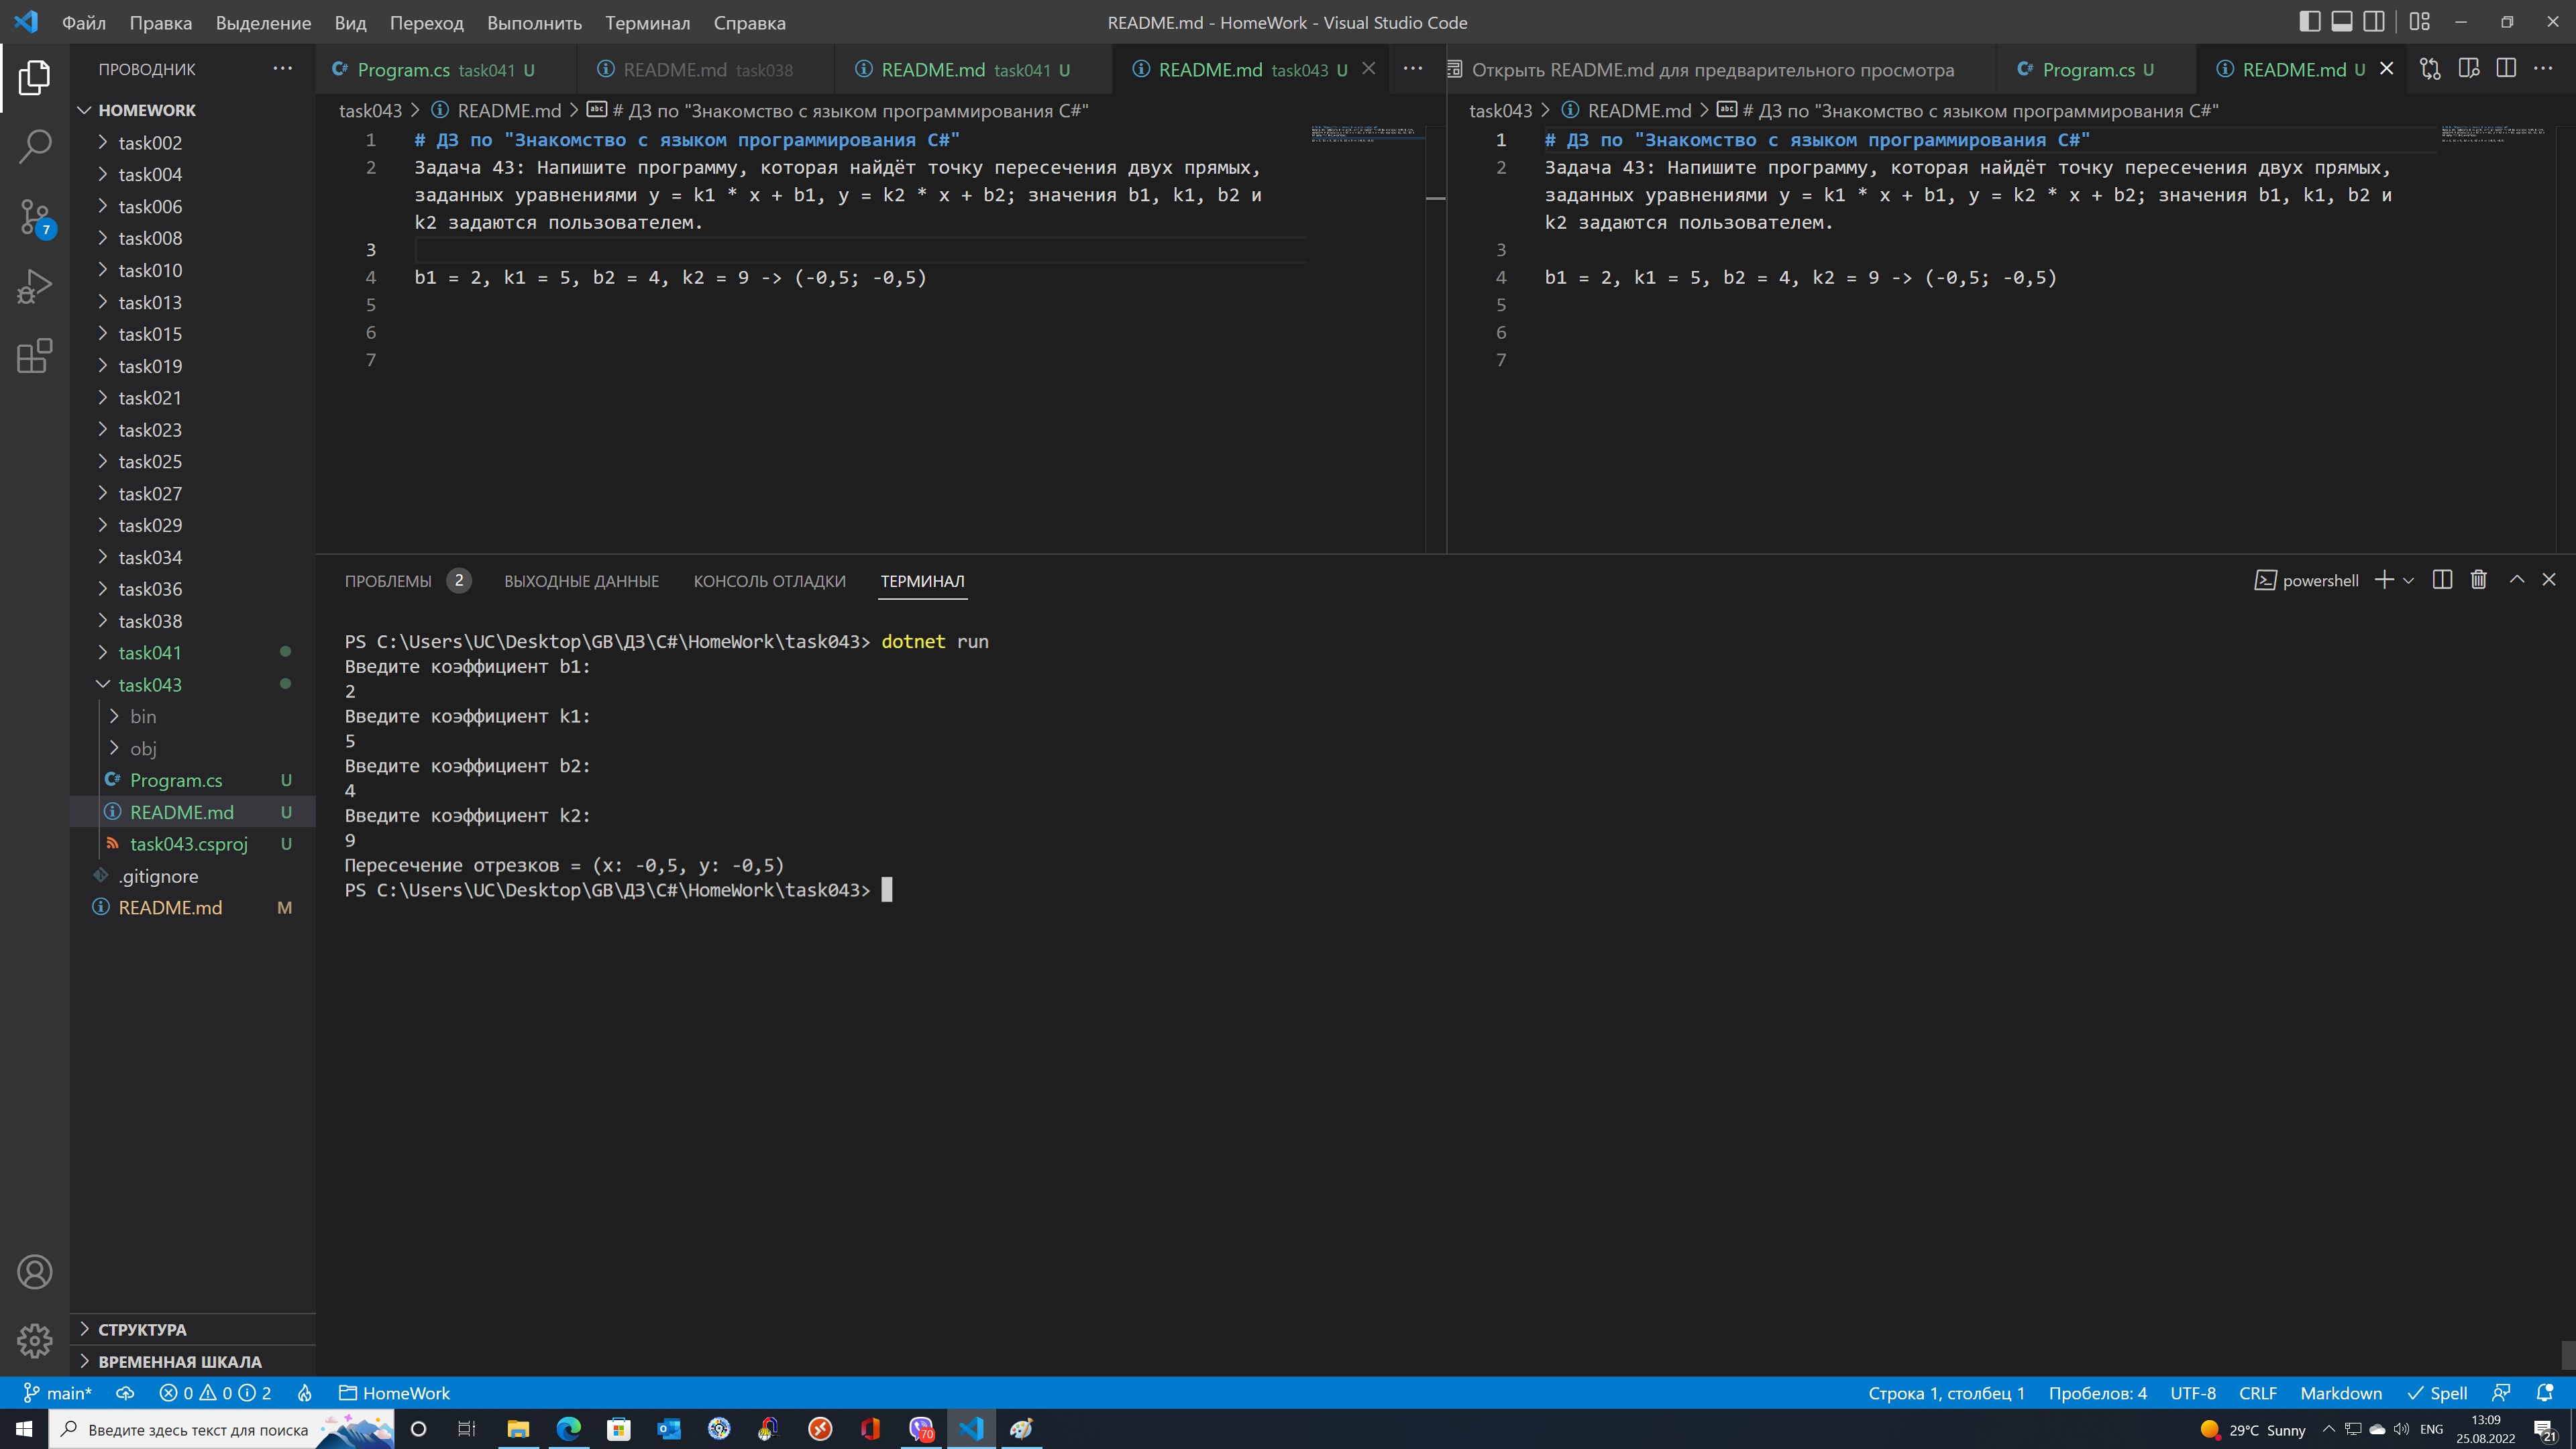 Файл Правка Выделение Вид Переход Выполнить Терминал Справка
README.md - HomeWork - Visual Studio Code
ПРОВОДНИК
HOMEWORK
task002
task004
task006
task008
task010
task013
task015
task019
task021
task023
task025
task027
task029
task034
task036
task038
task041
task043
bin
obj
Program.cs U
README.md U
task043.csproj U
.gitignore
README.md M
СТРУКТУРА
ВРЕМЕННАЯ ШКАЛА
7
Program.cs task041 U
README.md task038
README.md task041 U
README.md task043 U
task043 > README.md > # ДЗ по "Знакомство с языком программирования C#"
1 # ДЗ по "Знакомство с языком программирования C#"
2 Задача 43: Напишите программу, которая найдёт точку пересечения двух прямых,
заданных уравнениями y = k1 * x + b1, y = k2 * x + b2; значения b1, k1, b2 и
k2 задаются пользователем.
3
4 b1 = 2, k1 = 5, b2 = 4, k2 = 9 -> (-0,5; -0,5)
5
6
7
Открыть README.md для предварительного просмотра
Program.cs U
README.md U
task043 > README.md > # ДЗ по "Знакомство с языком программирования C#"
1 # ДЗ по "Знакомство с языком программирования C#"
2 Задача 43: Напишите программу, которая найдёт точку пересечения двух прямых,
заданных уравнениями y = k1 * x + b1, y = k2 * x + b2; значения b1, k1, b2 и
k2 задаются пользователем.
3
4 b1 = 2, k1 = 5, b2 = 4, k2 = 9 -> (-0,5; -0,5)
5
6
7
ПРОБЛЕМЫ 2 ВЫХОДНЫЕ ДАННЫЕ КОНСОЛЬ ОТЛАДКИ ТЕРМИНАЛ
powershell
PS C:\Users\UC\Desktop\GB\ДЗ\C#\HomeWork\task043> dotnet run
Введите коэффициент b1:
2
Введите коэффициент k1:
5
Введите коэффициент b2:
4
Введите коэффициент k2:
9
Пересечение отрезков = (x: -0,5, y: -0,5)
PS C:\Users\UC\Desktop\GB\ДЗ\C#\HomeWork\task043>
main* 0 0 2 HomeWork
Строка 1, столбец 1 Пробелов: 4 UTF-8 CRLF Markdown Spell
Введите здесь текст для поиска
70
29°C Sunny
ENG
13:09
25.08.2022
21